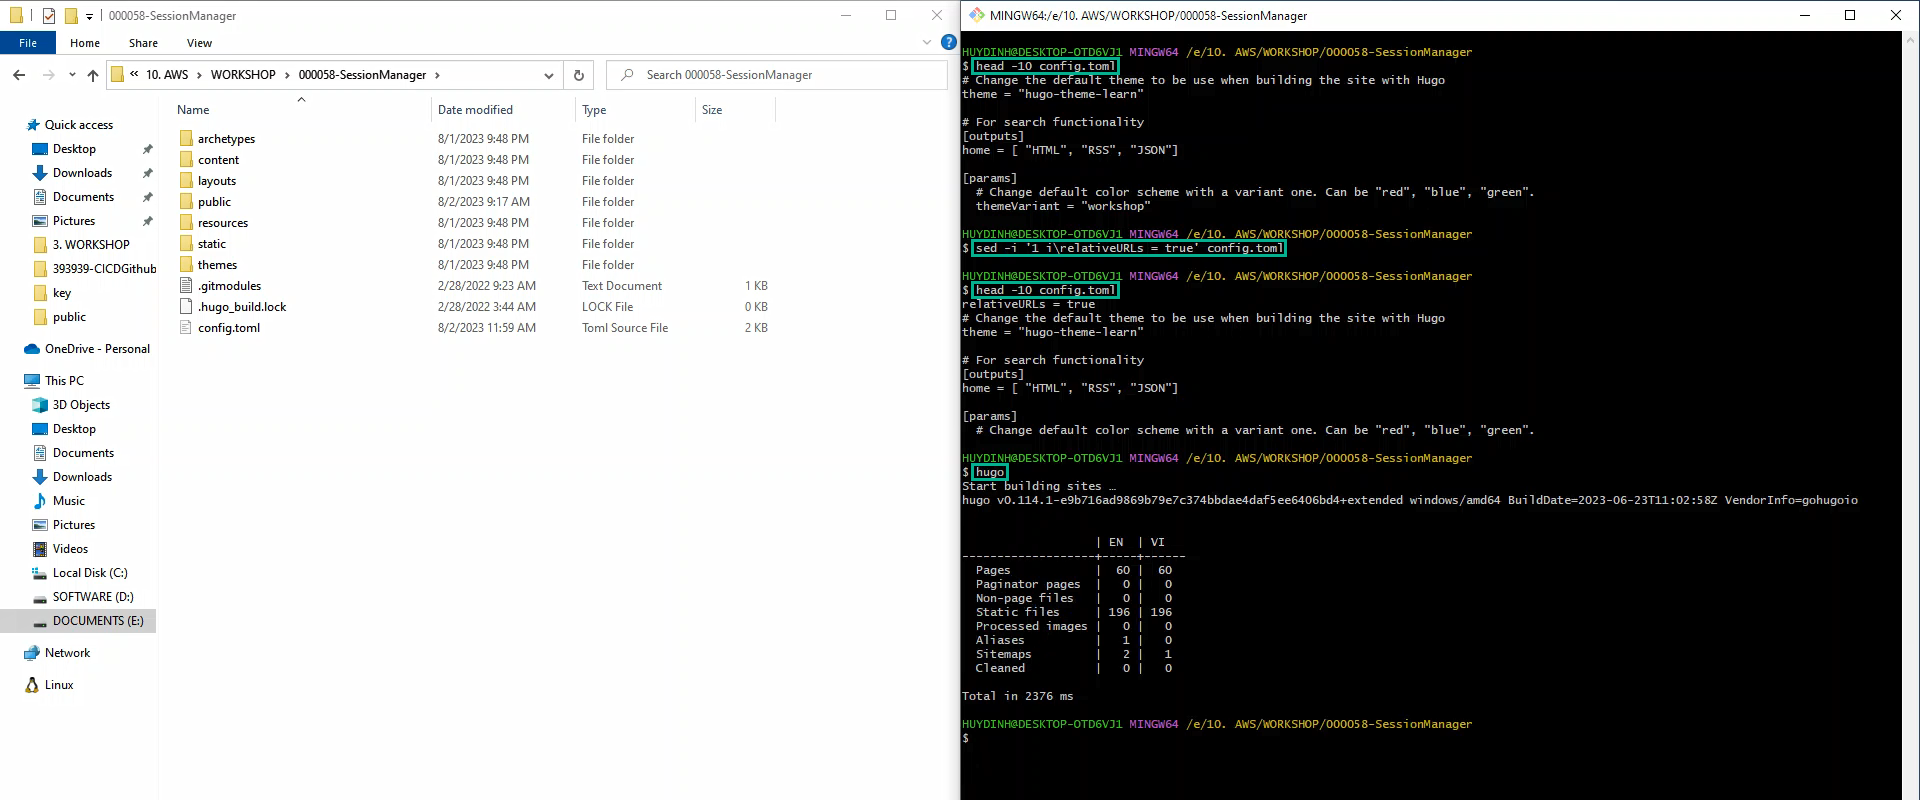 000058-SessionManager
File Home Share View
10. AWS WORKSHOP 000058-SessionManager
Search 000058-SessionManager
Quick access
Desktop
Downloads
Documents
Pictures
3. WORKSHOP
393939-CICDGithub
key
public
OneDrive - Personal
This PC
3D Objects
Desktop
Documents
Downloads
Music
Pictures
Videos
Local Disk (C:)
SOFTWARE (D:)
DOCUMENTS (E:)
Network
Linux
Name Date modified Type Size
archetypes 8/1/2023 9:48 PM File folder
content 8/1/2023 9:48 PM File folder
layouts 8/1/2023 9:48 PM File folder
public 8/2/2023 9:17 AM File folder
resources 8/1/2023 9:48 PM File folder
static 8/1/2023 9:48 PM File folder
themes 8/1/2023 9:48 PM File folder
.gitmodules 2/28/2022 9:23 AM Text Document 1 KB
.hugo_build.lock 2/28/2022 3:44 AM LOCK File 0 KB
config.toml 8/2/2023 11:59 AM Toml Source File 2 KB
MINGW64:/e/10. AWS/WORKSHOP/000058-SessionManager
HUYDINH@DESKTOP-OTD6VJ1 MINGW64 /e/10. AWS/WORKSHOP/000058-SessionManager
$ head -10 config.toml
# Change the default theme to be use when building the site with Hugo
theme = "hugo-theme-learn"
# For search functionality
[outputs]
home = [ "HTML", "RSS", "JSON"]
[params]
# Change default color scheme with a variant one. Can be "red", "blue", "green".
themeVariant = "workshop"
HUYDINH@DESKTOP-OTD6VJ1 MINGW64 /e/10. AWS/WORKSHOP/000058-SessionManager
$ sed -i '1 i\relativeURLs = true' config.toml
HUYDINH@DESKTOP-OTD6VJ1 MINGW64 /e/10. AWS/WORKSHOP/000058-SessionManager
$ head -10 config.toml
relativeURLs = true
# Change the default theme to be use when building the site with Hugo
theme = "hugo-theme-learn"
# For search functionality
[outputs]
home = [ "HTML", "RSS", "JSON"]
[params]
# Change default color scheme with a variant one. Can be "red", "blue", "green".
HUYDINH@DESKTOP-OTD6VJ1 MINGW64 /e/10. AWS/WORKSHOP/000058-SessionManager
$ hugo
Start building sites …
hugo v0.114.1-e9b716ad9869b79e7c374bbdae4daf5ee6406bd4+extended windows/amd64 BuildDate=2023-06-23T11:02:58Z VendorInfo=gohugoio
| EN | VI
-------------------+-----+------
Pages | 60 | 60
Paginator pages | 0 | 0
Non-page files | 0 | 0
Static files | 196 | 196
Processed images | 0 | 0
Aliases | 1 | 0
Sitemaps | 2 | 1
Cleaned | 0 | 0
Total in 2376 ms
HUYDINH@DESKTOP-OTD6VJ1 MINGW64 /e/10. AWS/WORKSHOP/000058-SessionManager
$